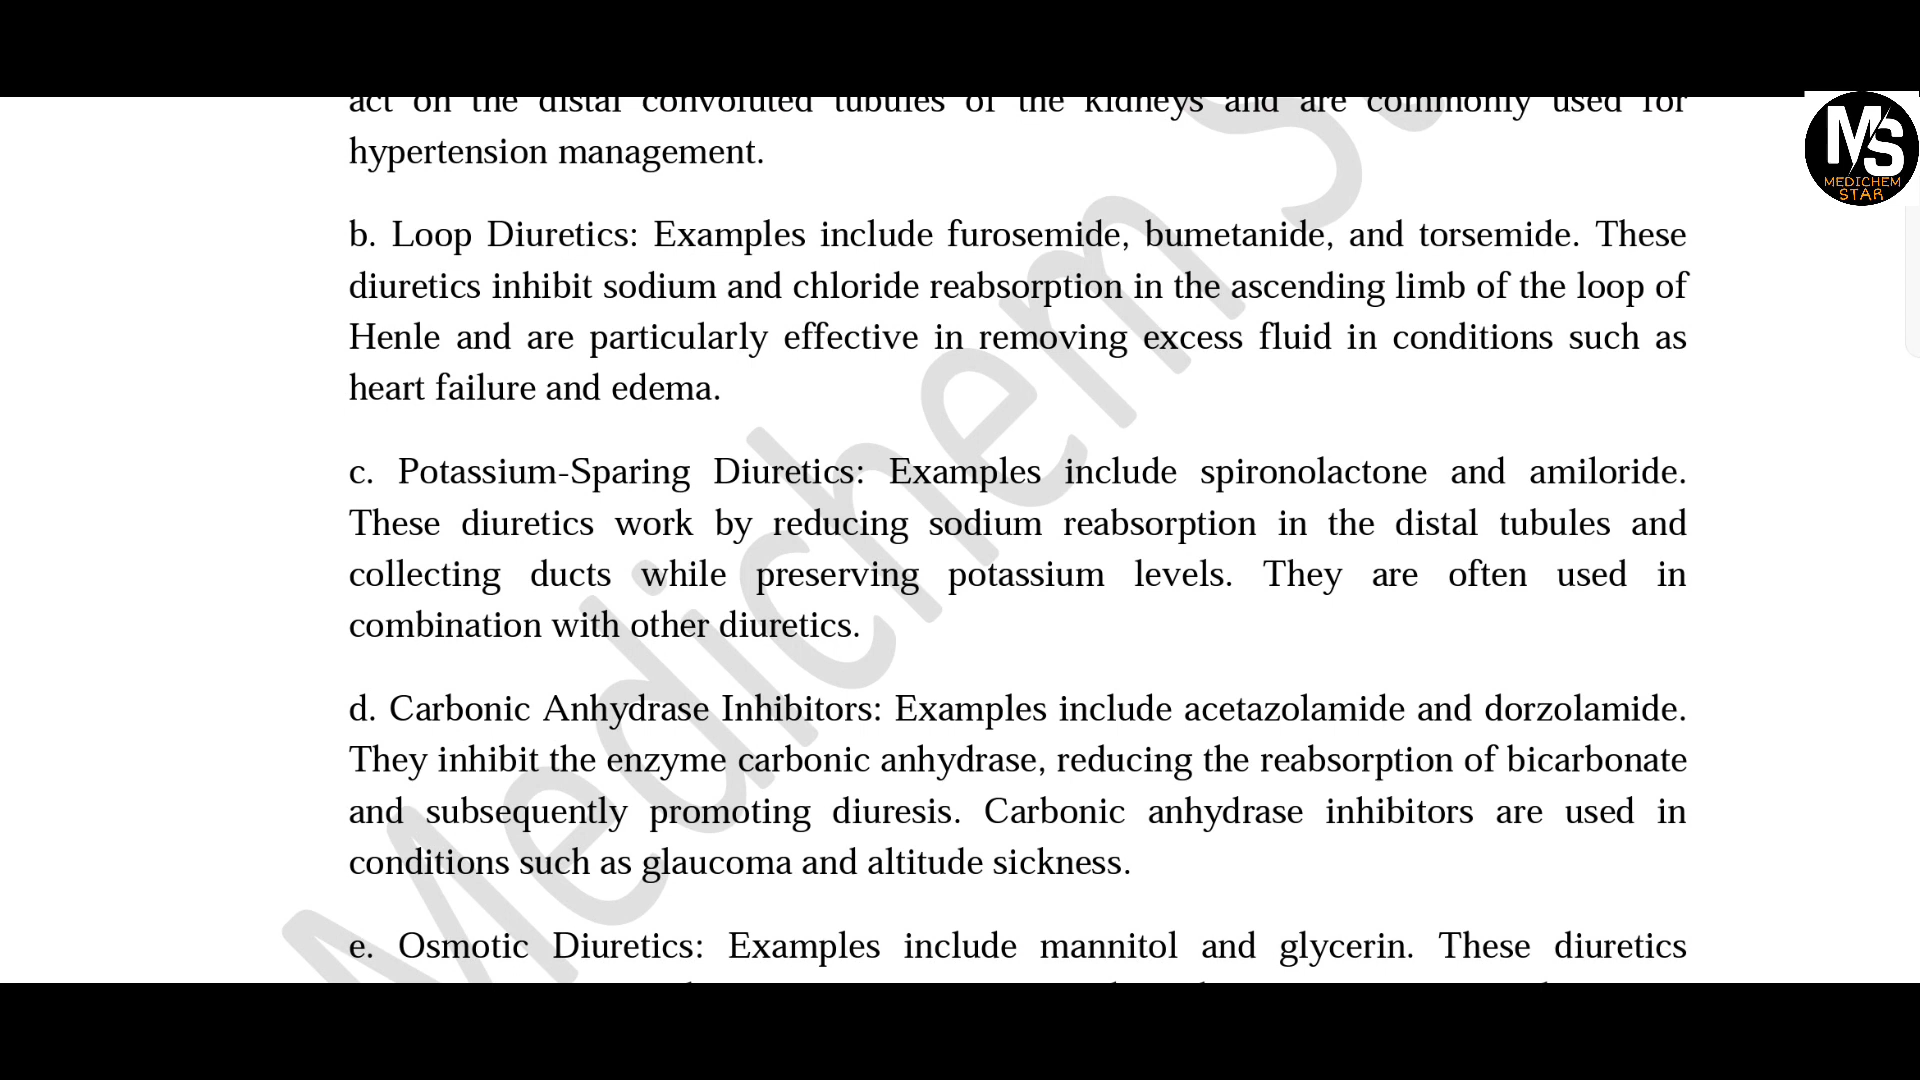 act on the distal convoluted tubules of the kidneys and are commonly used for
hypertension management.
b. Loop Diuretics: Examples include furosemide, bumetanide, and torsemide. These
diuretics inhibit sodium and chloride reabsorption in the ascending limb of the loop of
Henle and are particularly effective in removing excess fluid in conditions such as
heart failure and edema.
c. Potassium-Sparing Diuretics: Examples include spironolactone and amiloride.
These diuretics work by reducing sodium reabsorption in the distal tubules and
collecting ducts while preserving potassium levels. They are often used in
combination with other diuretics.
d. Carbonic Anhydrase Inhibitors: Examples include acetazolamide and dorzolamide.
They inhibit the enzyme carbonic anhydrase, reducing the reabsorption of bicarbonate
and subsequently promoting diuresis. Carbonic anhydrase inhibitors are used in
conditions such as glaucoma and altitude sickness.
e. Osmotic Diuretics: Examples include mannitol and glycerin. These diuretics
Medichem S
MS
MEDICHEM
STAR